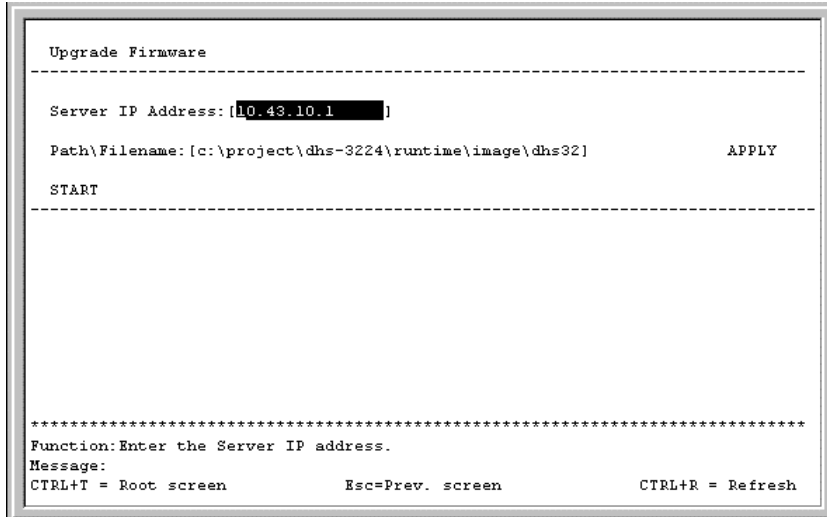 Upgrade Firmware
--------------------------------------------------------------------------------
Server IP Address:[10.43.10.1     ]
Path\Filename:[c:\project\dhs-3224\runtime\image\dhs32]               APPLY
START
--------------------------------------------------------------------------------
********************************************************************************
Function:Enter the Server IP address.
Message:
CTRL+T = Root screen            Esc=Prev. screen            CTRL+R = Refresh